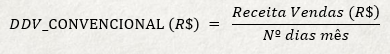 DDV_CONVENCIONAL (R$) = Receita Vendas (R$) / Nº dias mês